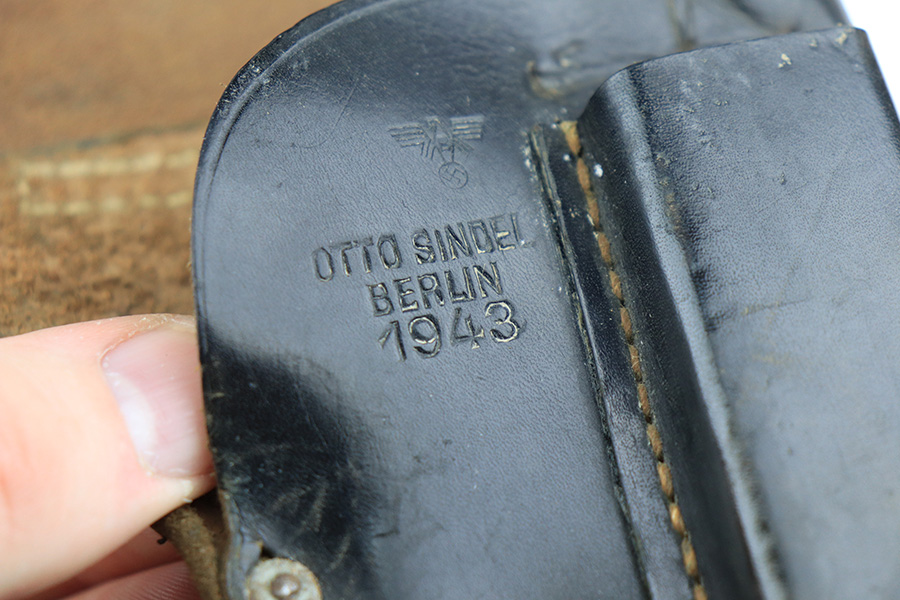 OTTO SINDEL
BERLIN
1943